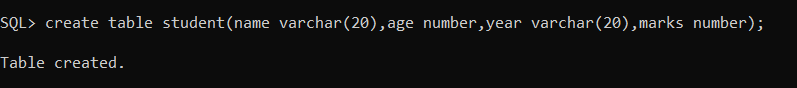 SQL> create table student(name varchar(20),age number,year varchar(20),marks number);
Table created.